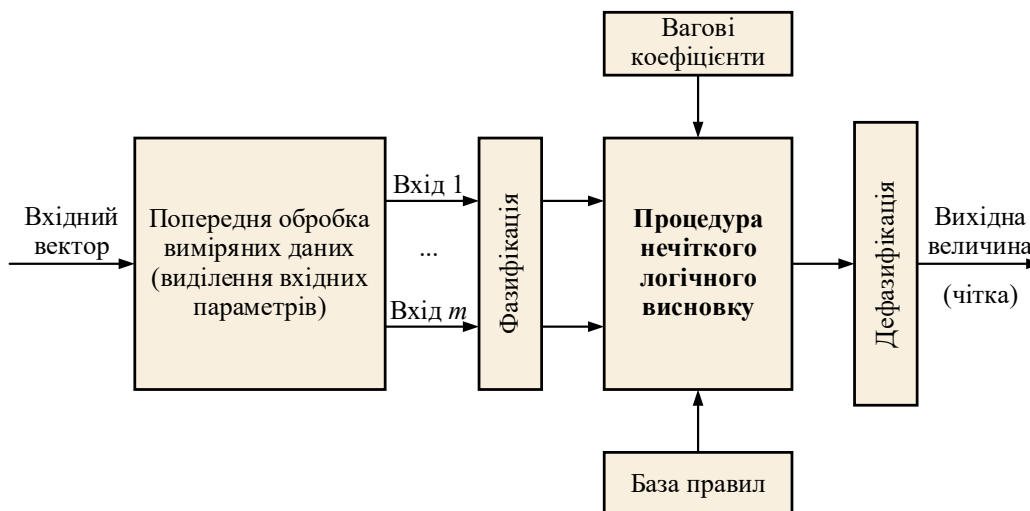 Вагові
коефіцієнти
Вхідний
вектор
Попередня обробка
виміряних даних
(виділення вхідних
параметрів)
Вхід 1
...
Вхід m
Фазифікація
Процедура
нечіткого
логічного
висновку
Дефазифікація
Вихідна
величина
(чітка)
База правил